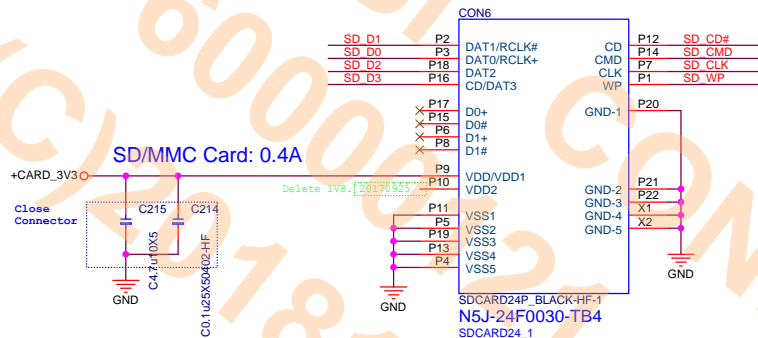 CON6
SD_D1 P2 DAT1/RCLK# CD P12 SD_CD#
SD_D0 P3 DAT0/RCLK+ CMD P14 SD_CMD
SD_D2 P18 DAT2 CLK P7 SD_CLK
SD_D3 P16 CD/DAT3 WP P1 SD_WP
P17 D0+ GND-1 P20
P15 D0#
P6 D1+
P8 D1#
SD/MMC Card: 0.4A
+CARD_3V3 P9 VDD/VDD1
Delete 1V8. 20170925 P10 VDD2 GND-2 P21
GND-3 P22
Close Connector
C215 C214
P11 VSS1 GND-4 X1
P5 VSS2 GND-5 X2
P19 VSS3
P13 VSS4
P4 VSS5
C4.7u10X5
C0.1u25X50402-HF
GND
GND
GND
SDCARD24P_BLACK-HF-1
N5J-24F0030-TB4
SDCARD24_1